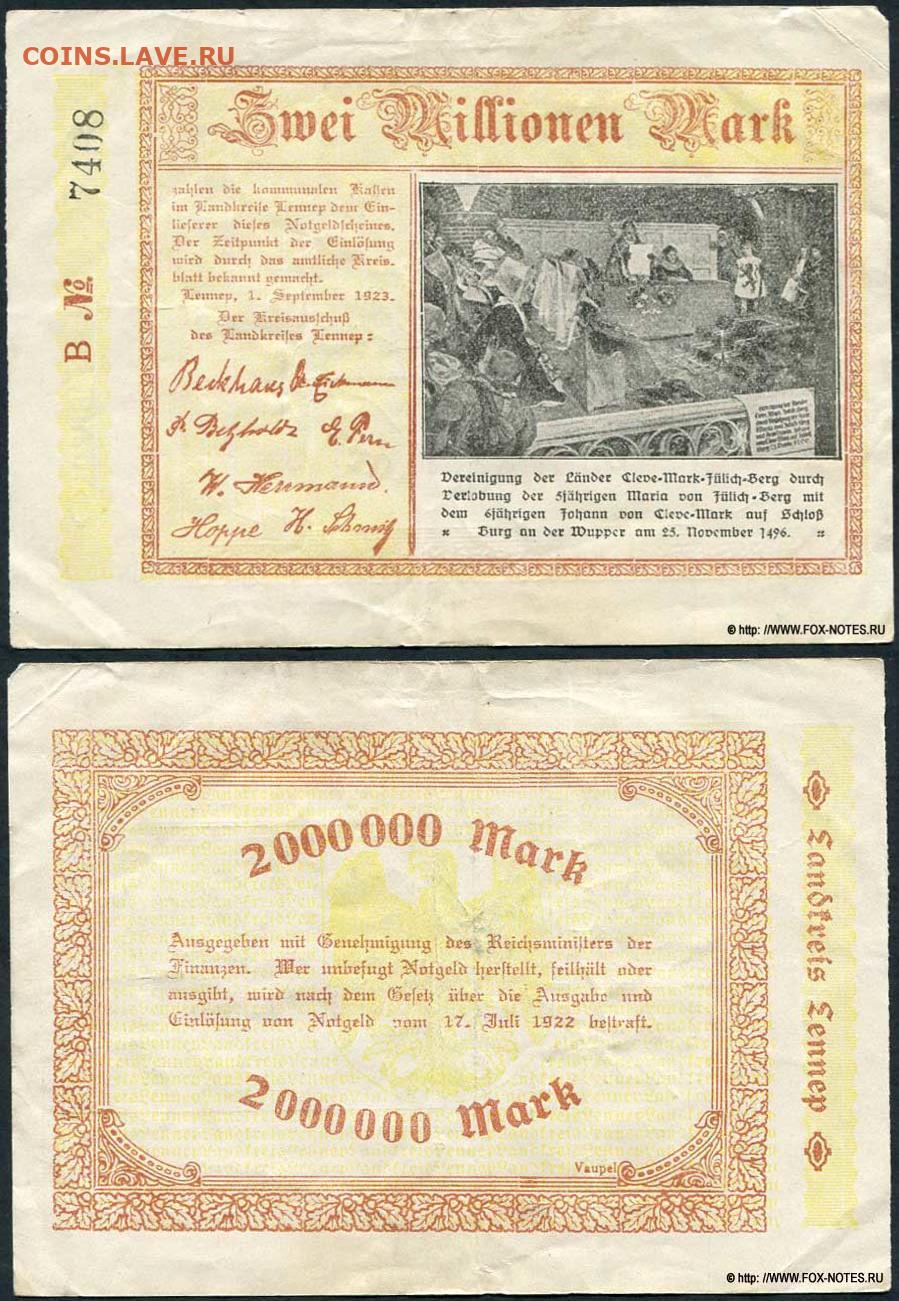 COINS.LAVE.RU
B № 7408
Zwei Millionen Mark
zahlen die kommunalen Kassen
im Landkreise Lennep dem Ein-
lieferer dieses Notgeldscheines.
Der Zeitpunkt der Einlösung
wird durch das amtliche Kreis-
blatt bekannt gemacht.
Lennep, 1. September 1923.
Der Kreisausschuß
des Landkreises Lennep:
Beckhaus
E.
W. Hermann.
Hoppe H.
Vereinigung der Länder Cleve-Mark-Jülich-Berg durch
Verlobung der 5jährigen Maria von Jülich-Berg mit
dem 6jährigen Johann von Cleve-Mark auf Schloß
Burg an der Wupper am 25. November 1496.
© http: //WWW.FOX-NOTES.RU
2000000 Mark
Ausgegeben mit Genehmigung des Reichsministers der
Finanzen. Wer unbefugt Notgeld herstellt, feilhält oder
ausgibt, wird nach dem Gesetz über die Ausgabe und
Einlösung von Notgeld vom 17. Juli 1922 bestraft.
2000000 Mark
Vaupel
Landkreis Lennep
© http: //WWW.FOX-NOTES.RU